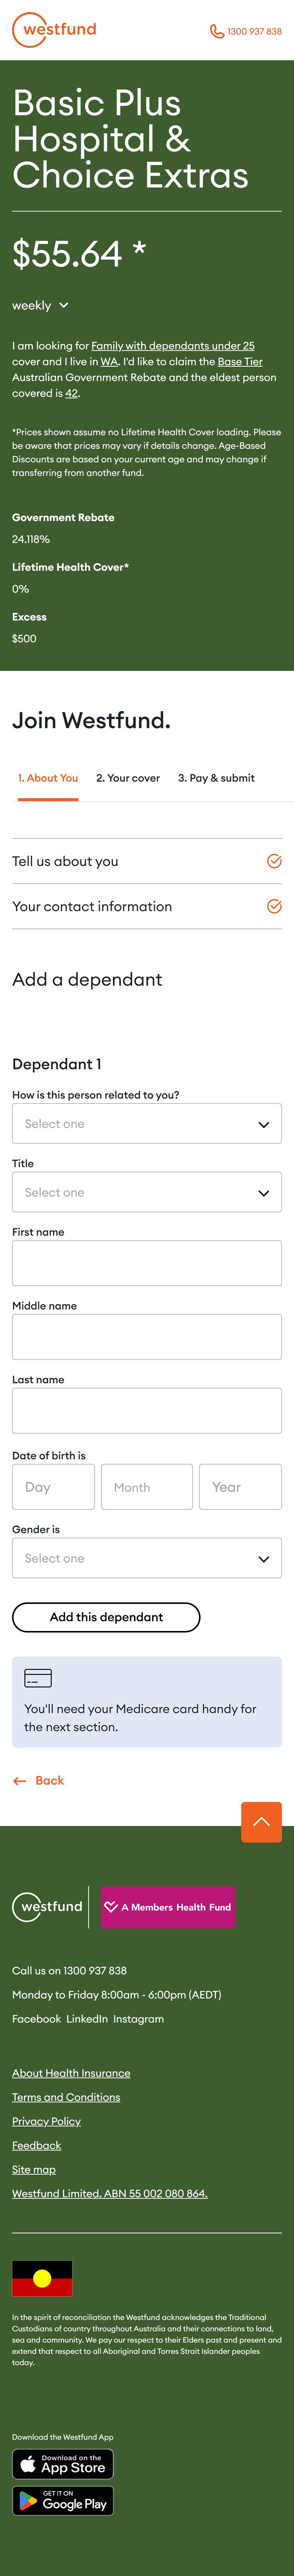 westfund
1300 937 838
Basic Plus
Hospital &
Choice Extras
$55.64 *
weekly
I am looking for Family with dependants under 25
cover and I live in WA. I'd like to claim the Base Tier
Australian Government Rebate and the eldest person
covered is 42.
*Prices shown assume no Lifetime Health Cover loading. Please
be aware that prices may vary if details change. Age-Based
Discounts are based on your current age and may change if
transferring from another fund.
Government Rebate
24.118%
Lifetime Health Cover*
0%
Excess
$500
Join Westfund.
1. About You 2. Your cover 3. Pay & submit
Tell us about you
Your contact information
Add a dependant
Dependant 1
How is this person related to you?
Select one
Title
Select one
First name
Middle name
Last name
Date of birth is
Day Month Year
Gender is
Select one
Add this dependant
You'll need your Medicare card handy for
the next section.
Back
westfund A Members Health Fund
Call us on 1300 937 838
Monday to Friday 8:00am - 6:00pm (AEDT)
Facebook LinkedIn Instagram
About Health Insurance
Terms and Conditions
Privacy Policy
Feedback
Site map
Westfund Limited. ABN 55 002 080 864.
In the spirit of reconciliation the Westfund acknowledges the Traditional
Custodians of country throughout Australia and their connections to land,
sea and community. We pay our respect to their Elders past and present and
extend that respect to all Aboriginal and Torres Strait Islander peoples
today.
Download the Westfund App
Download on the
App Store
GET IT ON
Google Play